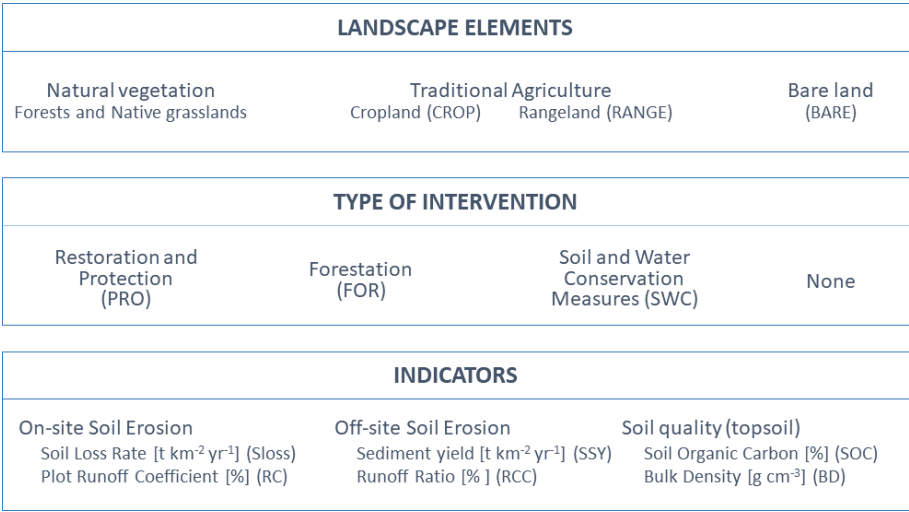 LANDSCAPE ELEMENTS
Natural vegetation
Forests and Native grasslands
Traditional Agriculture
Cropland (CROP) Rangeland (RANGE)
Bare land
(BARE)
TYPE OF INTERVENTION
Restoration and
Protection
(PRO)
Forestation
(FOR)
Soil and Water
Conservation
Measures (SWC)
None
INDICATORS
On-site Soil Erosion
Soil Loss Rate [t km⁻² yr⁻¹] (Sloss)
Plot Runoff Coefficient [%] (RC)
Off-site Soil Erosion
Sediment yield [t km⁻² yr⁻¹] (SSY)
Runoff Ratio [% ] (RCC)
Soil quality (topsoil)
Soil Organic Carbon [%] (SOC)
Bulk Density [g cm⁻³] (BD)